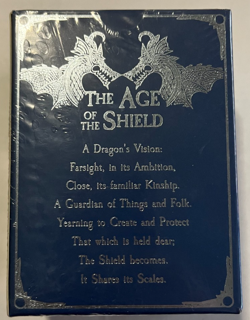 THE AGE
OF THE SHIELD
A Dragon's Vision:
Farsight, in its Ambition,
Close, its familiar Kinship.
A Guardian of Things and Folk.
Yearning to Create and Protect
That which is held dear;
The Shield becomes.
It Shares its Scales.